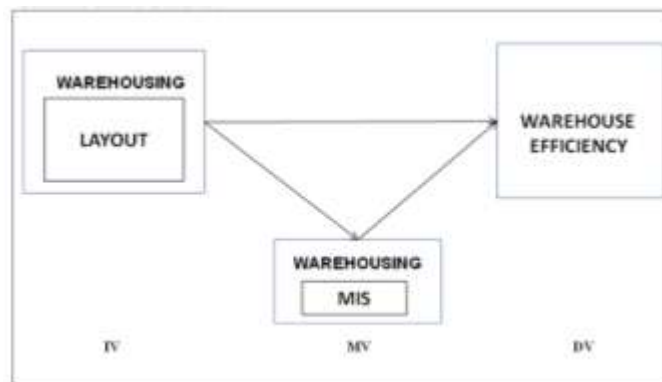 WAREHOUSING
LAYOUT
WAREHOUSE
EFFICIENCY
WAREHOUSING
MIS
IV
MV
DV